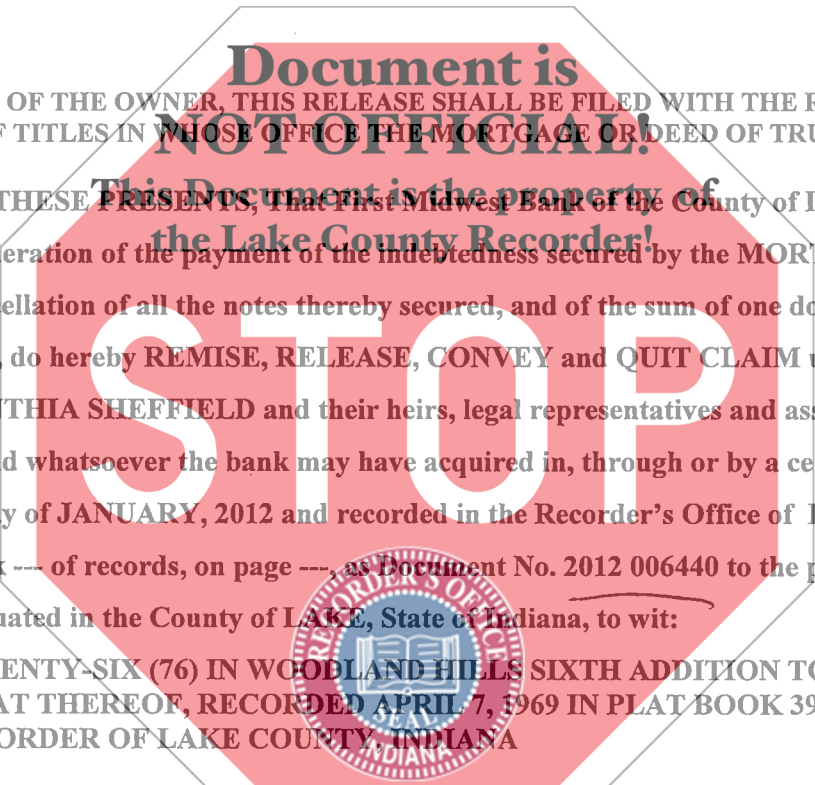 Document is
OF THE OWNER, THIS RELEASE SHALL BE FILED WITH THE
TITLES IN WHOSE OFFICE THE MORTGAGE OR DEED OF
NOT OFFICIAL!
THESE PRESENTS, That First Midwest Bank of the County of
This Document is the property of
the Lake County Recorder!
eration of the payment of the indebtedness secured by the MORT
ellation of all the notes thereby secured, and of the sum of one do
STOP
, do hereby REMISE, RELEASE, CONVEY and QUIT CLAIM u
THIA SHEFFIELD and their heirs, legal representatives and ass
d whatsoever the bank may have acquired in, through or by a ce
y of JANUARY, 2012 and recorded in the Recorder's Office of
--- of records, on page ---, as Document No. 2012 006440 to the p
uated in the County of LAKE, State of Indiana, to wit:
ENTY-SIX (76) IN WOODLAND HILLS SIXTH ADDITION TO
AT THEREOF, RECORDED APRIL 7, 1969 IN PLAT BOOK 39
ORDER OF LAKE COUNTY, INDIANA
RECORDER'S OFFICE
SEAL
INDIANA